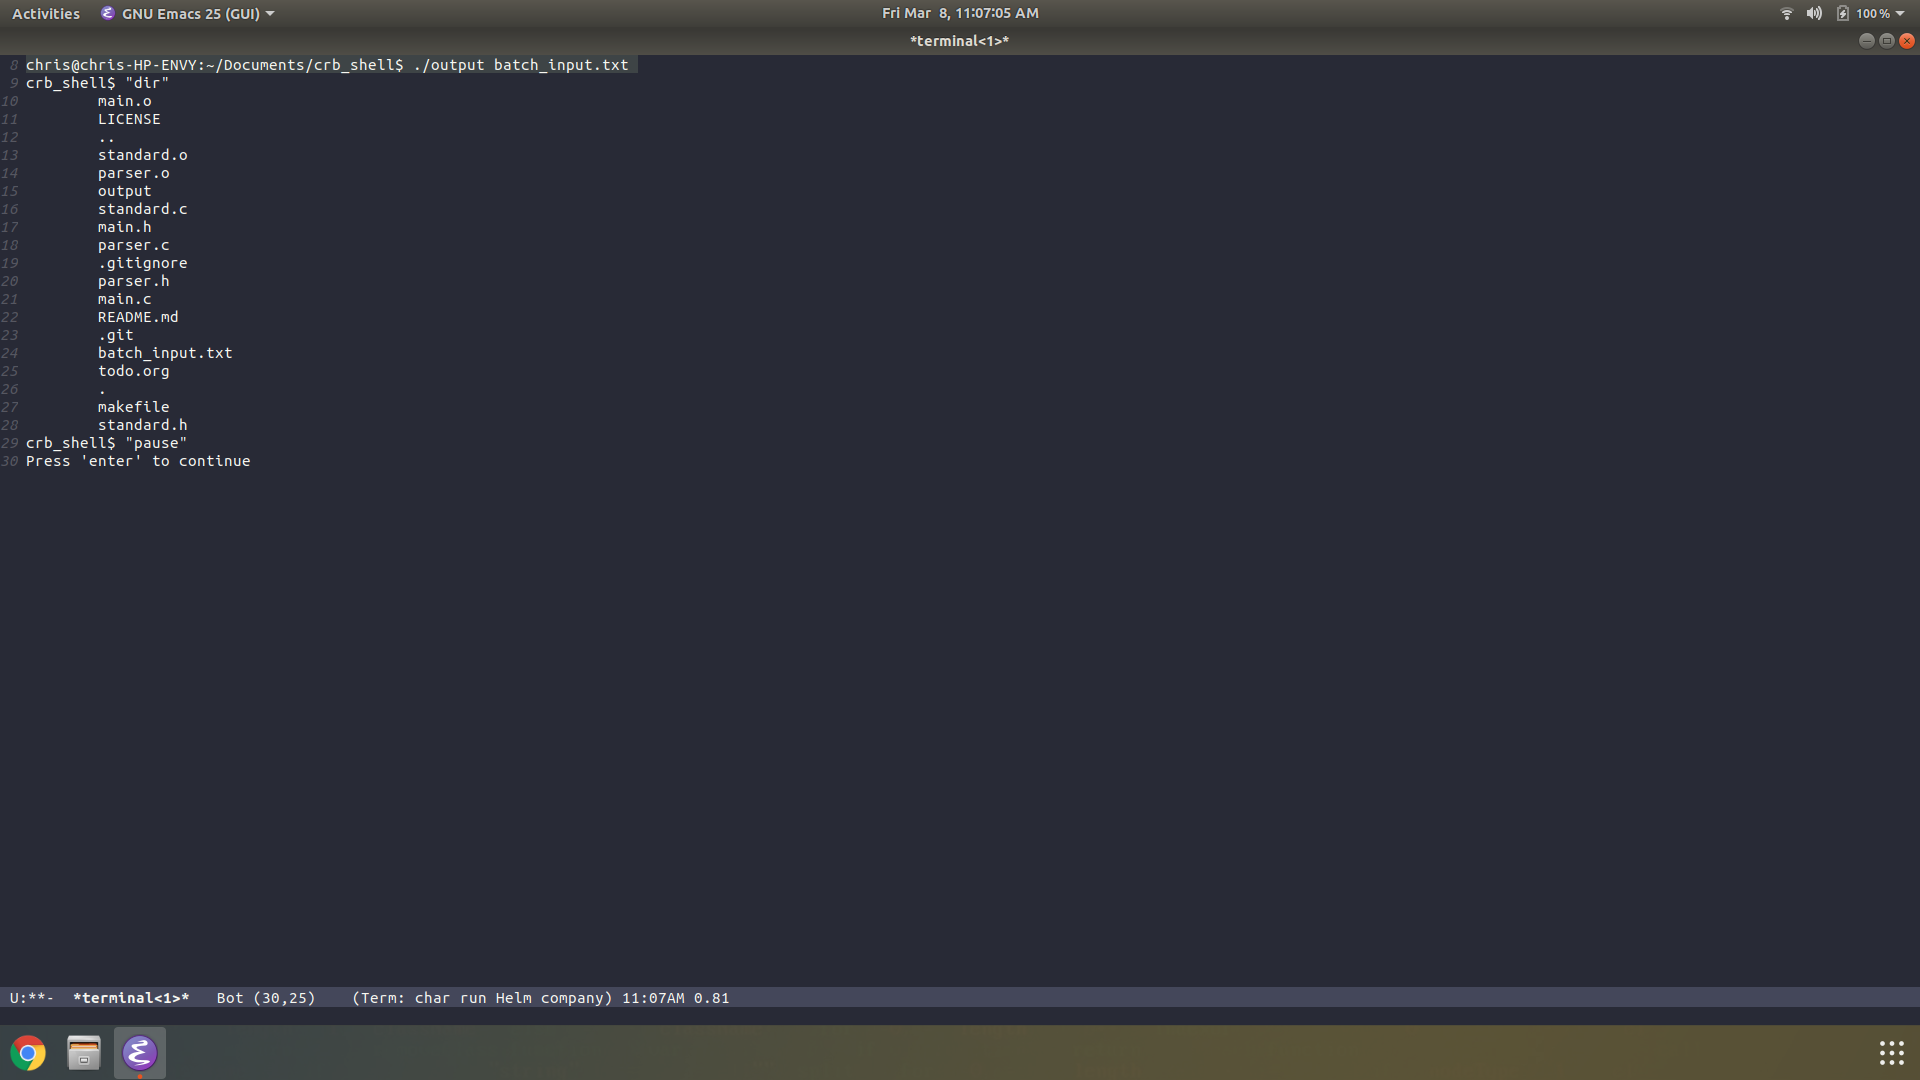 Activities GNU Emacs 25 (GUI) Fri Mar 8, 11:07:05 AM 100 %
*terminal<1>*
8 chris@chris-HP-ENVY:~/Documents/crb_shell$ ./output batch_input.txt
9 crb_shell$ "dir"
10 main.o
11 LICENSE
12 ..
13 standard.o
14 parser.o
15 output
16 standard.c
17 main.h
18 parser.c
19 .gitignore
20 parser.h
21 main.c
22 README.md
23 .git
24 batch_input.txt
25 todo.org
26 .
27 makefile
28 standard.h
29 crb_shell$ "pause"
30 Press 'enter' to continue
U:**- *terminal<1>* Bot (30,25) (Term: char run Helm company) 11:07AM 0.81